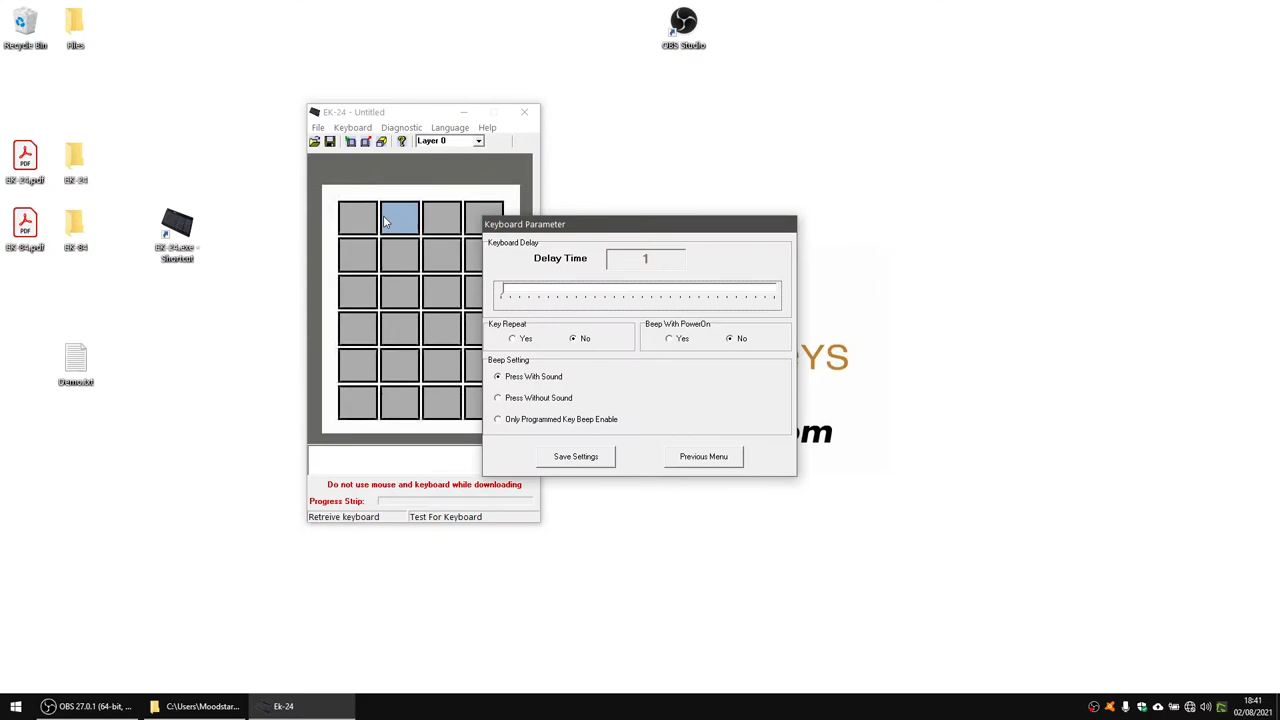 Recycle Bin
Files
OBS Studio
EK-24.pdf
EK-24
EK-84.pdf
EK-84
EK-24.exe -
Shortcut
Demo.txt
EK-24 - Untitled
File Keyboard Diagnostic Language Help
Layer 0
Keyboard Parameter
Keyboard Delay
Delay Time 1
Key Repeat
Yes No
Beep With PowerOn
Yes No
Beep Setting
Press With Sound
Press Without Sound
Only Programmed Key Beep Enable
Save Settings Previous Menu
YS
om
Do not use mouse and keyboard while downloading
Progress Strip:
Retreive keyboard Test For Keyboard
OBS 27.0.1 (64-bit, ...
C:\Users\Moodstar...
Ek-24
18:41
02/08/2021